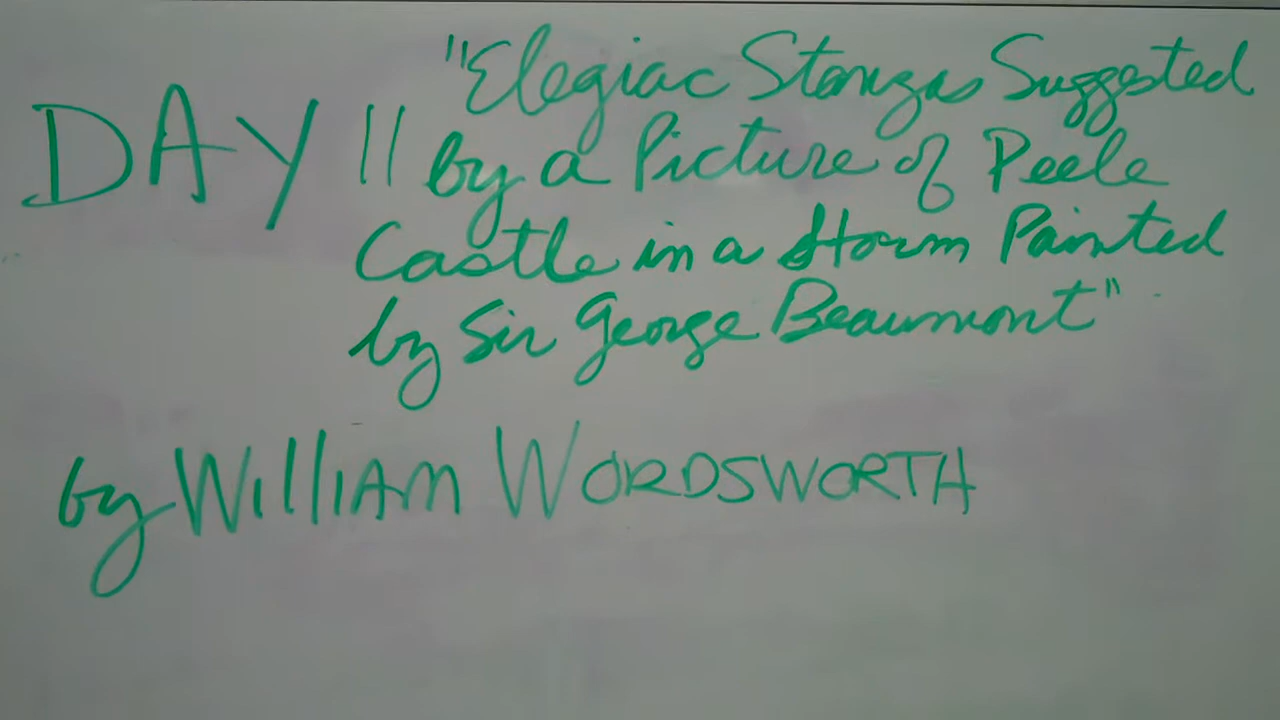 "Elegiac Stanzas Suggested
DAY 11 by a Picture of Peele
Castle in a Storm Painted
by Sir George Beaumont"
by WILLIAM WORDSWORTH